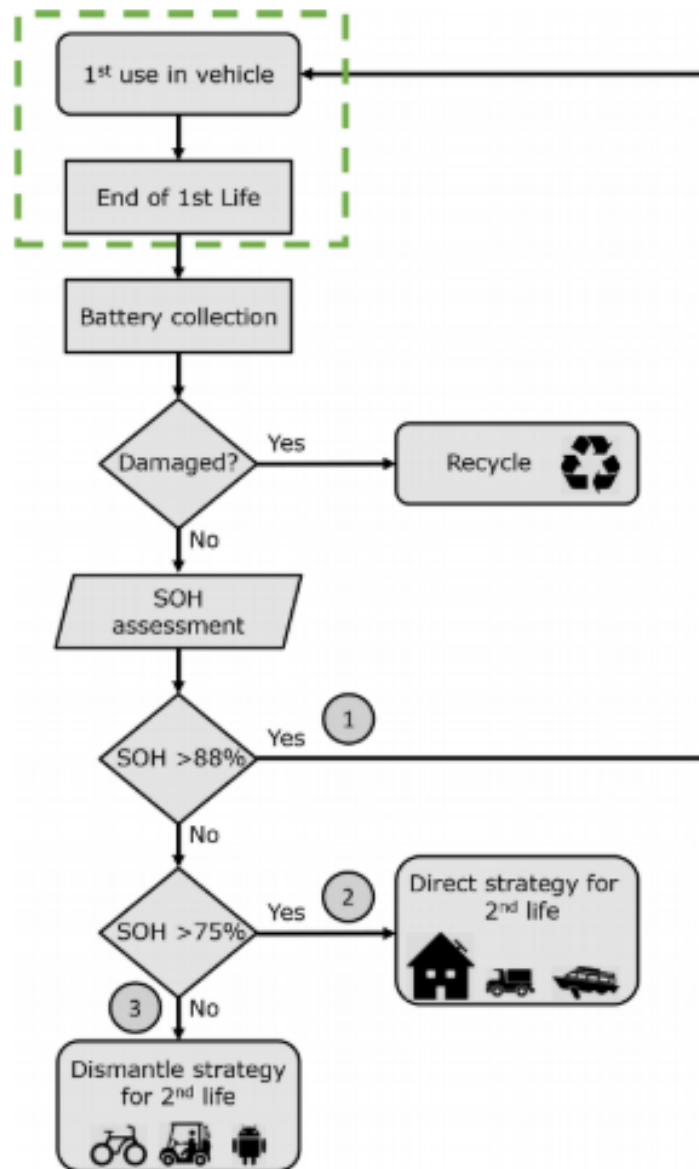 1st use in vehicle
End of 1st Life
Battery collection
Damaged?
Yes
Recycle
No
SOH
assessment
SOH >88%
Yes
1
No
SOH >75%
Yes
2
Direct strategy for
2nd life
3
No
Dismantle strategy
for 2nd life